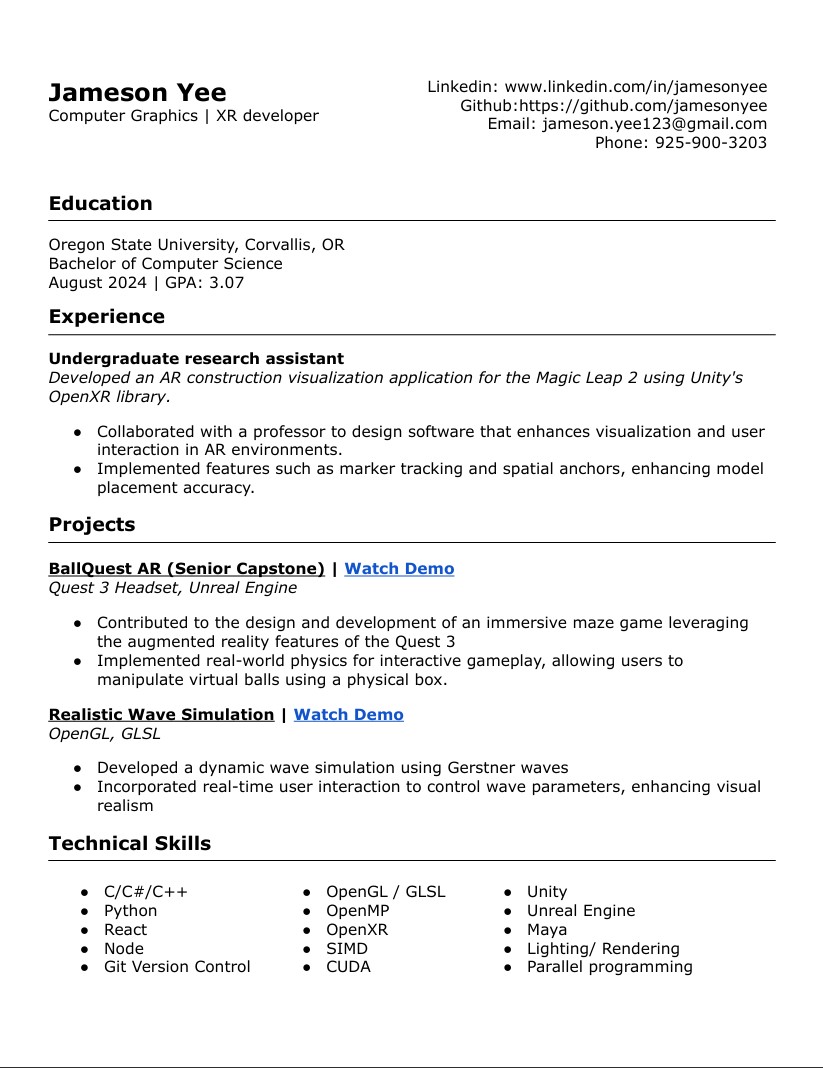 Jameson Yee
Computer Graphics | XR developer
Linkedin: www.linkedin.com/in/jamesonyee
Github:https://github.com/jamesonyee
Email: jameson.yee123@gmail.com
Phone: 925-900-3203
Education
Oregon State University, Corvallis, OR
Bachelor of Computer Science
August 2024 | GPA: 3.07
Experience
Undergraduate research assistant
Developed an AR construction visualization application for the Magic Leap 2 using Unity's
OpenXR library.
● Collaborated with a professor to design software that enhances visualization and user
interaction in AR environments.
● Implemented features such as marker tracking and spatial anchors, enhancing model
placement accuracy.
Projects
BallQuest AR (Senior Capstone) | Watch Demo
Quest 3 Headset, Unreal Engine
● Contributed to the design and development of an immersive maze game leveraging
the augmented reality features of the Quest 3
● Implemented real-world physics for interactive gameplay, allowing users to
manipulate virtual balls using a physical box.
Realistic Wave Simulation | Watch Demo
OpenGL, GLSL
● Developed a dynamic wave simulation using Gerstner waves
● Incorporated real-time user interaction to control wave parameters, enhancing visual
realism
Technical Skills
● C/C#/C++
● Python
● React
● Node
● Git Version Control
● OpenGL / GLSL
● OpenMP
● OpenXR
● SIMD
● CUDA
● Unity
● Unreal Engine
● Maya
● Lighting/ Rendering
● Parallel programming